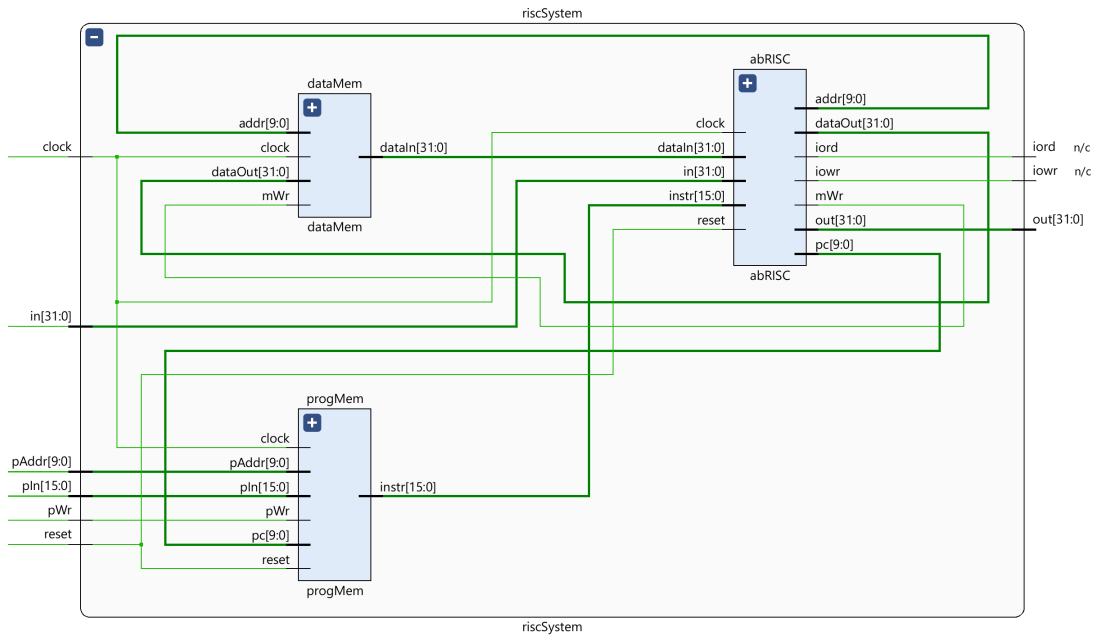 riscSystem
abRISC
dataMem
addr[9:0]
addr[9:0]
clock
dataOut[31:0]
clock
clock
dataIn[31:0]
dataIn[31:0]
iord
iord n/c
dataOut[31:0]
in[31:0]
iowr
iowr n/c
mWr
instr[15:0]
mWr
dataMem
reset
out[31:0]
out[31:0]
pc[9:0]
abRISC
in[31:0]
progMem
clock
pAddr[9:0]
pAddr[9:0]
pIn[15:0]
pIn[15:0]
instr[15:0]
pWr
pWr
reset
pc[9:0]
reset
progMem
riscSystem